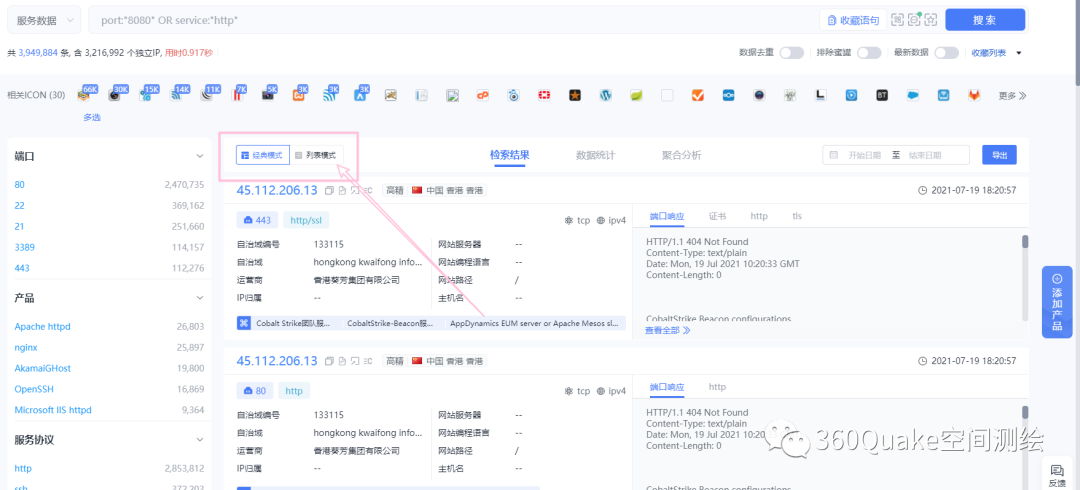 服务数据
port:"8080" OR service:"http"
收藏语句
搜索
共 3,949,884 条, 含 3,216,992 个独立IP, 用时0.917秒
数据去重
排除蜜罐
最新数据
收藏列表
相关ICON (30)
66K
30K
15K
14K
11K
7K
5K
3K
3K
3K
更多
多选
端口
80 2,470,735
22 369,162
21 251,660
3389 114,157
443 112,276
产品
Apache httpd 26,803
nginx 25,897
AkamaiGHost 19,800
OpenSSH 16,869
Microsoft IIS httpd 9,364
服务协议
http 2,853,812
ssh 372,203
经典模式
列表模式
检索结果
数据统计
聚合分析
开始日期 至 结束日期
导出
45.112.206.13
高精
中国 香港 香港
2021-07-19 18:20:57
443
http/ssl
tcp
ipv4
自治域编号 133115 网站服务器 --
自治域 hongkong kwaifong info... 网站编程语言 --
运营商 香港葵芳集团有限公司 网站路径 /
IP归属 -- 主机名 --
Cobalt Strike团队服...
CobaltStrike-Beacon服...
AppDynamics EUM server or Apache Mesos sl...
端口响应
证书
http
tls
HTTP/1.1 404 Not Found
Content-Type: text/plain
Date: Mon, 19 Jul 2021 10:20:33 GMT
Content-Length: 0
CobaltStrike Beacon configurations
查看全部
45.112.206.13
高精
中国 香港 香港
2021-07-19 18:20:57
80
http
tcp
ipv4
自治域编号 133115 网站服务器 --
自治域 hongkong kwaifong info... 网站编程语言 --
运营商 香港葵芳集团有限公司 网站路径 /
IP归属 -- 主机名 --
端口响应
http
HTTP/1.1 404 Not Found
Content-Type: text/plain
Date: Mon, 19 Jul 2021 10:20
Content-Length: 0
CobaltStrike Beacon configurations
添加产品
反馈
360Quake空间测绘